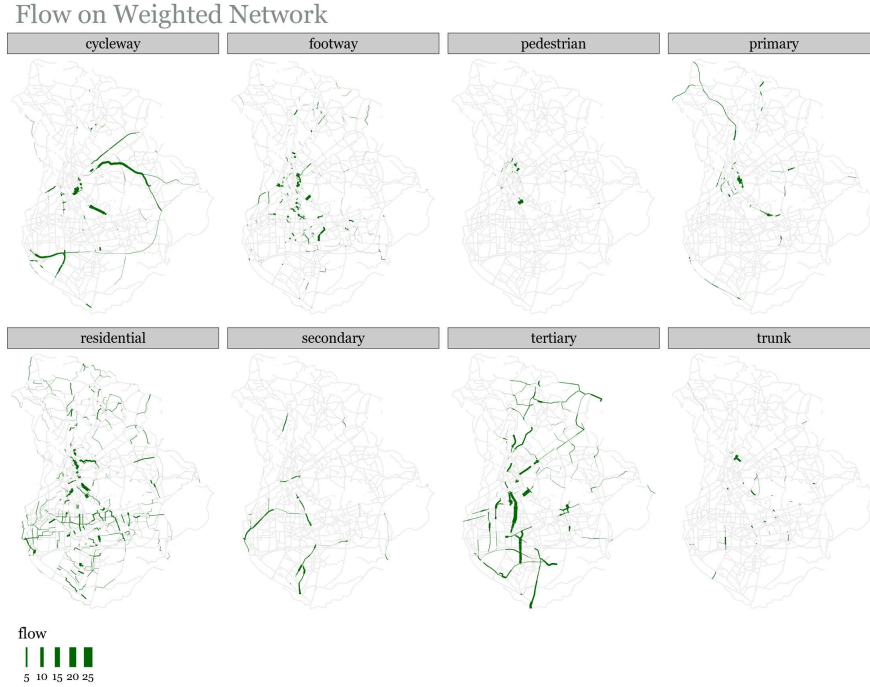 Flow on Weighted Network
cycleway
footway
pedestrian
primary
residential
secondary
tertiary
trunk
flow
5 10 15 20 25